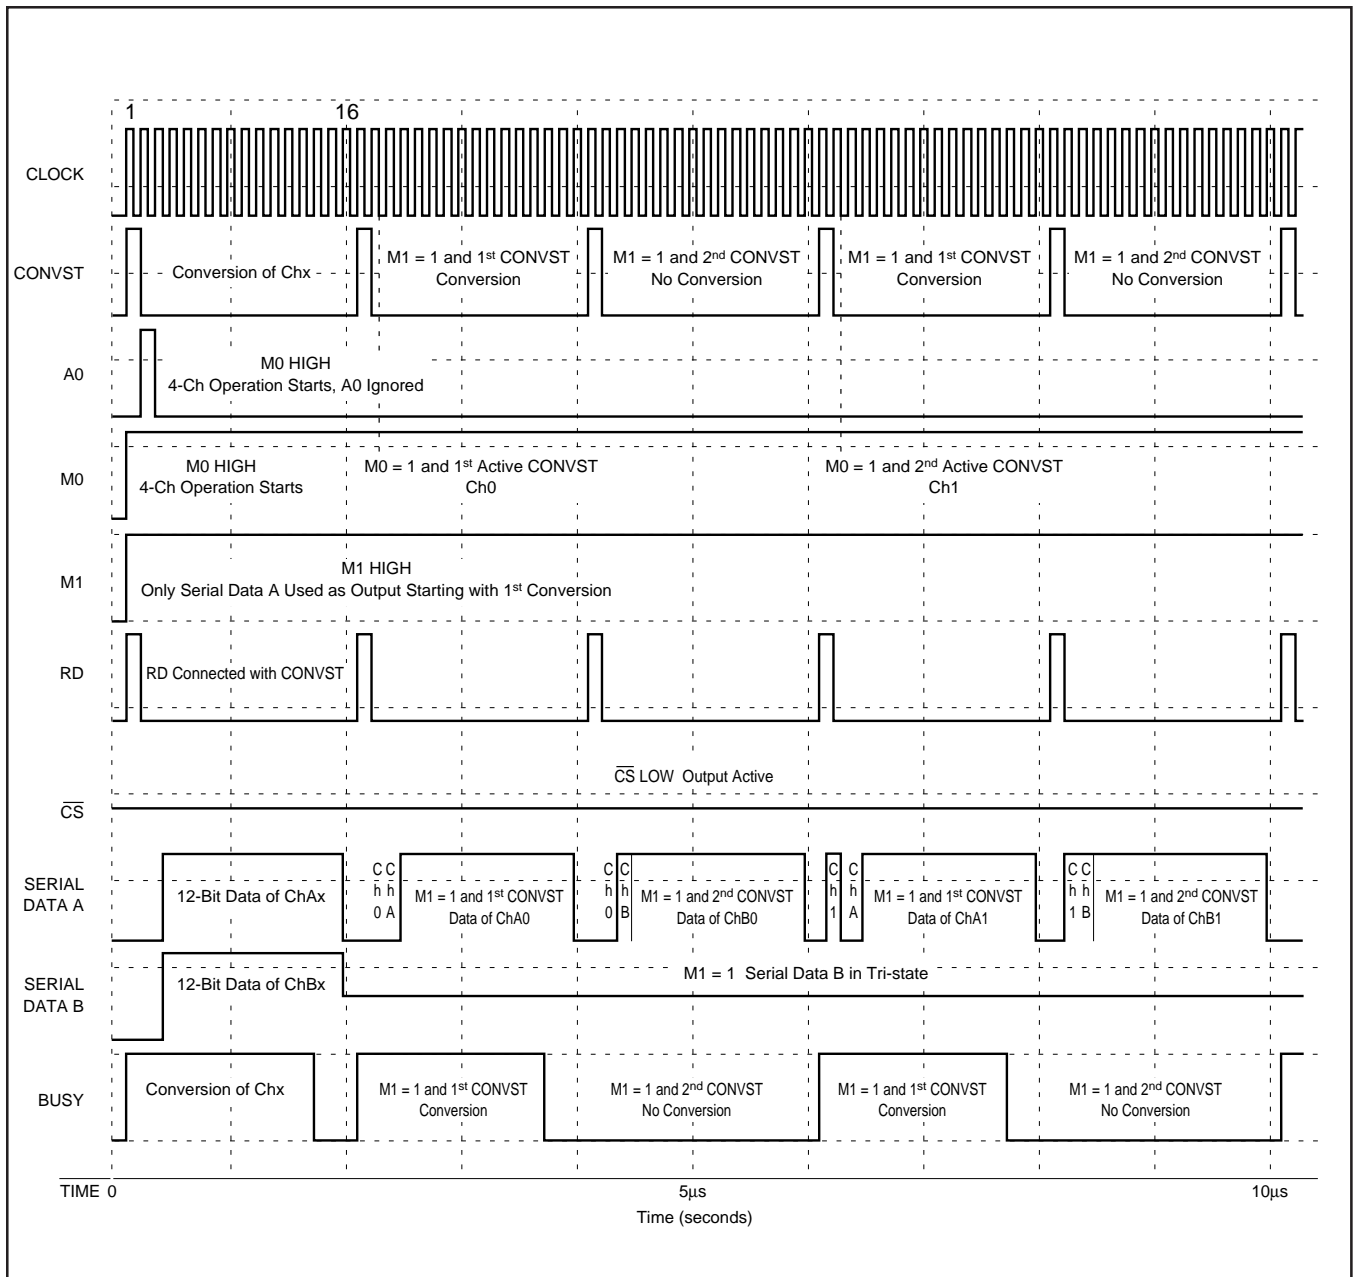 1
16
CLOCK
CONVST
Conversion of Chx
M1 = 1 and 1st CONVST
Conversion
M1 = 1 and 2nd CONVST
No Conversion
M1 = 1 and 1st CONVST
Conversion
M1 = 1 and 2nd CONVST
No Conversion
A0
M0 HIGH
4-Ch Operation Starts, A0 Ignored
M0
M0 HIGH
4-Ch Operation Starts
M0 = 1 and 1st Active CONVST
Ch0
M0 = 1 and 2nd Active CONVST
Ch1
M1
M1 HIGH
Only Serial Data A Used as Output Starting with 1st Conversion
RD
RD Connected with CONVST
CS LOW Output Active
CS
SERIAL
DATA A
12-Bit Data of ChAx
Ch0
ChA
M1 = 1 and 1st CONVST
Data of ChA0
Ch0
ChB
M1 = 1 and 2nd CONVST
Data of ChB0
Ch1
ChA
M1 = 1 and 1st CONVST
Data of ChA1
Ch1
ChB
M1 = 1 and 2nd CONVST
Data of ChB1
SERIAL
DATA B
12-Bit Data of ChBx
M1 = 1 Serial Data B in Tri-state
BUSY
Conversion of Chx
M1 = 1 and 1st CONVST
Conversion
M1 = 1 and 2nd CONVST
No Conversion
M1 = 1 and 1st CONVST
Conversion
M1 = 1 and 2nd CONVST
No Conversion
TIME 0
5µs
10µs
Time (seconds)